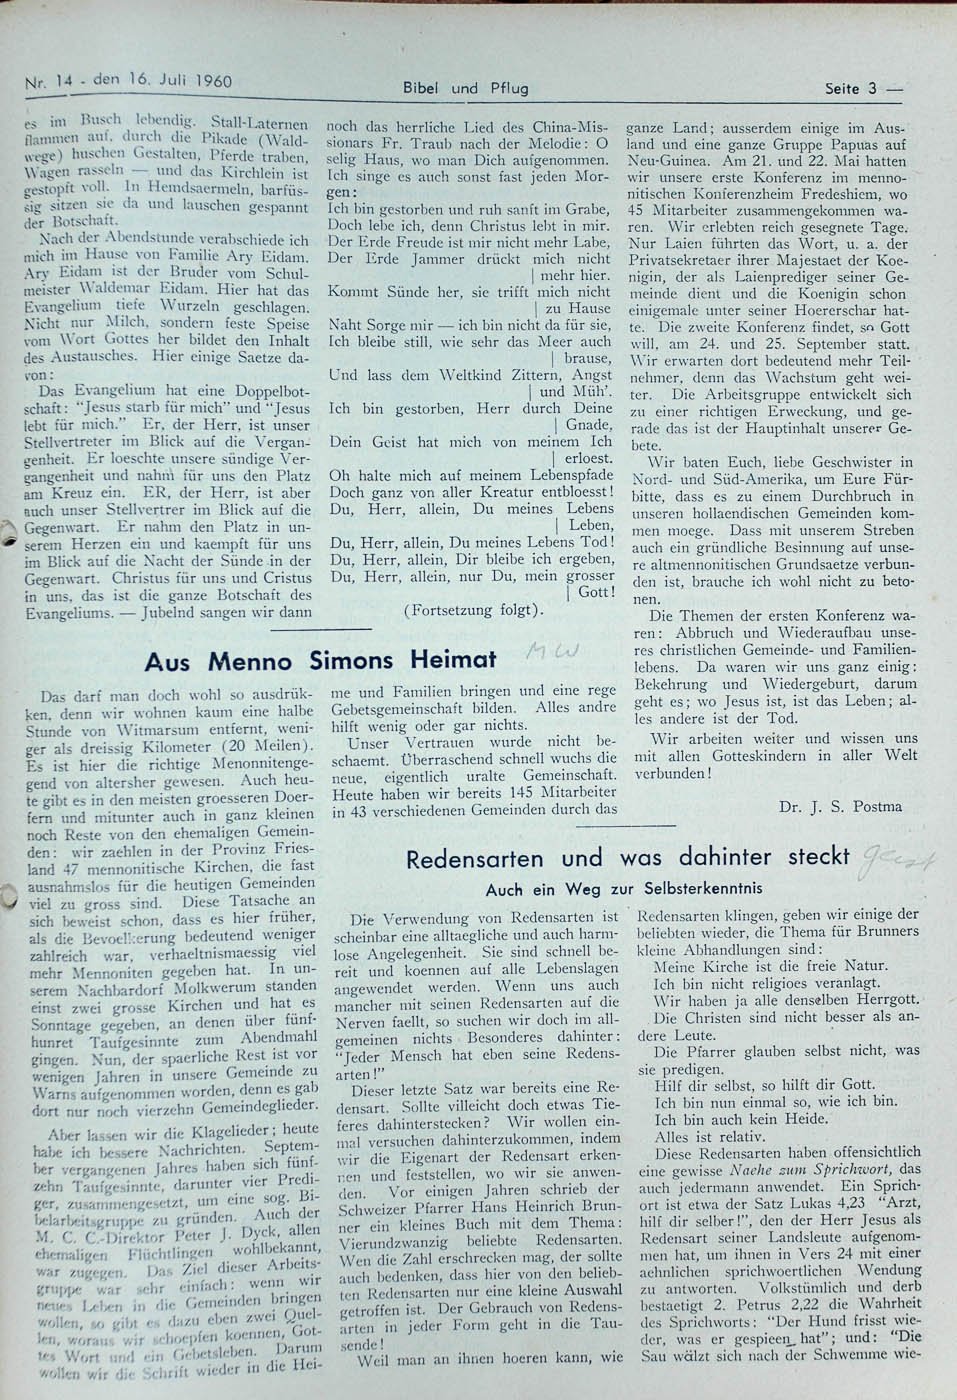 Nr. 14 - den 16. Juli 1960
Bibel und Pflug
Seite 3 —
es im Busch lebendig. Stall-Laternen
flammen auf, durch die Pikade (Wald-
wege) huschen Gestalten, Pferde traben,
Wagen rasseln — und das Kirchlein ist
gestopft voll. In Hemdsaermeln, barfüs-
sig sitzen sie da und lauschen gespannt
der Botschaft.
Nach der Abendstunde verabschiede ich
mich im Hause von Familie Ary Eidam.
Ary Eidam ist der Bruder vom Schul-
meister Waldemar Eidam. Hier hat das
Evangelium tiefe Wurzeln geschlagen.
Nicht nur Milch, sondern feste Speise
vom Wort Gottes her bildet den Inhalt
des Austausches. Hier einige Saetze da-
von:
Das Evangelium hat eine Doppelbot-
schaft: "Jesus starb für mich" und "Jesus
lebt für mich." Er, der Herr, ist unser
Stellvertreter im Blick auf die Vergan-
genheit. Er loeschte unsere sündige Ver-
gangenheit und nahm für uns den Platz
am Kreuz ein. ER, der Herr, ist aber
auch unser Stellvertrer im Blick auf die
Gegenwart. Er nahm den Platz in un-
serem Herzen ein und kaempft für uns
im Blick auf die Nacht der Sünde in der
Gegenwart. Christus für uns und Cristus
in uns, das ist die ganze Botschaft des
Evangeliums. — Jubelnd sangen wir dann
noch das herrliche Lied des China-Mis-
sionars Fr. Traub nach der Melodie: O
selig Haus, wo man Dich aufgenommen.
Ich singe es auch sonst fast jeden Mor-
gen:
Ich bin gestorben und ruh sanft im Grabe,
Doch lebe ich, denn Christus lebt in mir.
Der Erde Freude ist mir nicht mehr Labe,
Der Erde Jammer drückt mich nicht
| mehr hier.
Kommt Sünde her, sie trifft mich nicht
| zu Hause
Naht Sorge mir — ich bin nicht da für sie,
Ich bleibe still, wie sehr das Meer auch
| brause,
Und lass dem Weltkind Zittern, Angst
| und Müh'.
Ich bin gestorben, Herr durch Deine
| Gnade,
Dein Geist hat mich von meinem Ich
| erloest.
Oh halte mich auf meinem Lebenspfade
Doch ganz von aller Kreatur entbloesst!
Du, Herr, allein, Du meines Lebens
| Leben,
Du, Herr, allein, Du meines Lebens Tod!
Du, Herr, allein, Dir bleibe ich ergeben,
Du, Herr, allein, nur Du, mein grosser
| Gott!
(Fortsetzung folgt).
Aus Menno Simons Heimat
MW
Das darf man doch wohl so ausdrük-
ken, denn wir wohnen kaum eine halbe
Stunde von Witmarsum entfernt, weni-
ger als dreissig Kilometer (20 Meilen).
Es ist hier die richtige Menonnitenge-
gend von altersher gewesen. Auch heu-
te gibt es in den meisten groesseren Doer-
fern und mitunter auch in ganz kleinen
noch Reste von den ehemaligen Gemein-
den: wir zaehlen in der Provinz Fries-
land 47 mennonitische Kirchen, die fast
ausnahmslos für die heutigen Gemeinden
viel zu gross sind. Diese Tatsache an
sich beweist schon, dass es hier früher,
als die Bevoelkerung bedeutend weniger
zahlreich war, verhaeltnismaessig viel
mehr Mennoniten gegeben hat. In un-
serem Nachbardorf Molkwerum standen
einst zwei grosse Kirchen und hat es
Sonntage gegeben, an denen über fünf-
hunret Taufgesinnte zum Abendmahl
gingen. Nun, der spaerliche Rest ist vor
wenigen Jahren in unsere Gemeinde zu
Warns aufgenommen worden, denn es gab
dort nur noch vierzehn Gemeindeglieder.
Aber lassen wir die Klagelieder; heute
habe ich bessere Nachrichten. Septem-
ber vergangenen Jahres haben sich fünf-
zehn Taufgesinnte, darunter vier Predi-
ger, zusammengesetzt, um eine sog. Bi-
belarbeitsgruppe zu gründen. Auch der
M. C. C.-Direktor Peter J. Dyck, allen
ehemaligen Flüchtlingen wohlbekannt,
war zugegen. Das Ziel dieser Arbeits-
gruppe war sehr einfach: wenn wir
neues Leben in die Gemeinden bringen
wollen, so gibt es dazu eben zwei Quel-
len, woraus wir schoepfen koennen, Got-
tes Wort und ein Gebetsleben. Darum
wollen wir die Schrift wieder in die Hei-
me und Familien bringen und eine rege
Gebetsgemeinschaft bilden. Alles andre
hilft wenig oder gar nichts.
Unser Vertrauen wurde nicht be-
schaemt. Überraschend schnell wuchs die
neue, eigentlich uralte Gemeinschaft.
Heute haben wir bereits 145 Mitarbeiter
in 43 verschiedenen Gemeinden durch das
ganze Land; ausserdem einige im Aus-
land und eine ganze Gruppe Papuas auf
Neu-Guinea. Am 21. und 22. Mai hatten
wir unsere erste Konferenz im menno-
nitischen Konferenzheim Fredeshiem, wo
45 Mitarbeiter zusammengekommen wa-
ren. Wir erlebten reich gesegnete Tage.
Nur Laien führten das Wort, u. a. der
Privatsekretaer ihrer Majestaet der Koe-
nigin, der als Laienprediger seiner Ge-
meinde dient und die Koenigin schon
einigemale unter seiner Hoererschar hat-
te. Die zweite Konferenz findet, so Gott
will, am 24. und 25. September statt.
Wir erwarten dort bedeutend mehr Teil-
nehmer, denn das Wachstum geht wei-
ter. Die Arbeitsgruppe entwickelt sich
zu einer richtigen Erweckung, und ge-
rade das ist der Hauptinhalt unserer Ge-
bete.
Wir baten Euch, liebe Geschwister in
Nord- und Süd-Amerika, um Eure Für-
bitte, dass es zu einem Durchbruch in
unseren hollaendischen Gemeinden kom-
men moege. Dass mit unserem Streben
auch ein gründliche Besinnung auf unse-
re altmennonitischen Grundsaetze verbun-
den ist, brauche ich wohl nicht zu beto-
nen.
Die Themen der ersten Konferenz wa-
ren: Abbruch und Wiederaufbau unse-
res christlichen Gemeinde- und Familien-
lebens. Da waren wir uns ganz einig:
Bekehrung und Wiedergeburt, darum
geht es; wo Jesus ist, ist das Leben; al-
les andere ist der Tod.
Wir arbeiten weiter und wissen uns
mit allen Gotteskindern in aller Welt
verbunden!
Dr. J. S. Postma
Redensarten und was dahinter steckt
Geist
Auch ein Weg zur Selbsterkenntnis
Die Verwendung von Redensarten ist
scheinbar eine alltaegliche und auch harm-
lose Angelegenheit. Sie sind schnell be-
reit und koennen auf alle Lebenslagen
angewendet werden. Wenn uns auch
mancher mit seinen Redensarten auf die
Nerven faellt, so suchen wir doch im all-
gemeinen nichts Besonderes dahinter:
"Jeder Mensch hat eben seine Redens-
arten!"
Dieser letzte Satz war bereits eine Re-
densart. Sollte villeicht doch etwas Tie-
feres dahinterstecken? Wir wollen ein-
mal versuchen dahinterzukommen, indem
wir die Eigenart der Redensart erken-
nen und feststellen, wo wir sie anwen-
den. Vor einigen Jahren schrieb der
Schweizer Pfarrer Hans Heinrich Brun-
ner ein kleines Buch mit dem Thema:
Vierundzwanzig beliebte Redensarten.
Wen die Zahl erschrecken mag, der sollte
auch bedenken, dass hier von den belieb-
ten Redensarten nur eine kleine Auswahl
getroffen ist. Der Gebrauch von Redens-
arten in jeder Form geht in die Tau-
sende!
Weil man an ihnen hoeren kann, wie
Redensarten klingen, geben wir einige der
beliebten wieder, die Thema für Brunners
kleine Abhandlungen sind:
Meine Kirche ist die freie Natur.
Ich bin nicht religioes veranlagt.
Wir haben ja alle denselben Herrgott.
Die Christen sind nicht besser als an-
dere Leute.
Die Pfarrer glauben selbst nicht, was
sie predigen.
Hilf dir selbst, so hilft dir Gott.
Ich bin nun einmal so, wie ich bin.
Ich bin auch kein Heide.
Alles ist relativ.
Diese Redensarten haben offensichtlich
eine gewisse Naehe zum Sprichwort, das
auch jedermann anwendet. Ein Sprich-
ort ist etwa der Satz Lukas 4,23 "Arzt,
hilf dir selber!", den der Herr Jesus als
Redensart seiner Landsleute aufgenom-
men hat, um ihnen in Vers 24 mit einer
aehnlichen sprichwoertlichen Wendung
zu antworten. Volkstümlich und derb
bestaetigt 2. Petrus 2,22 die Wahrheit
des Sprichworts: "Der Hund frisst wie-
der, was er gespieen hat"; und: "Die
Sau wälzt sich nach der Schwemme wie-